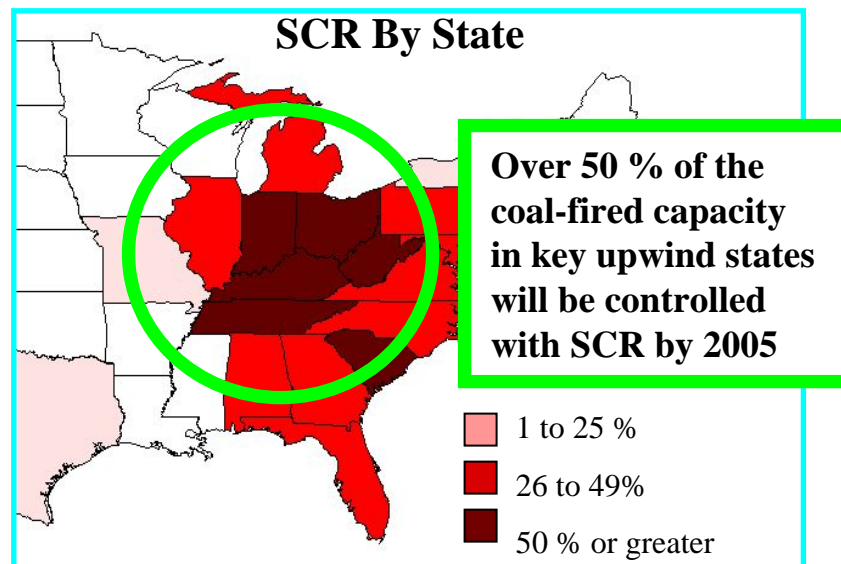 SCR By State
Over 50 % of the
coal-fired capacity
in key upwind states
will be controlled
with SCR by 2005
1 to 25 %
26 to 49%
50 % or greater